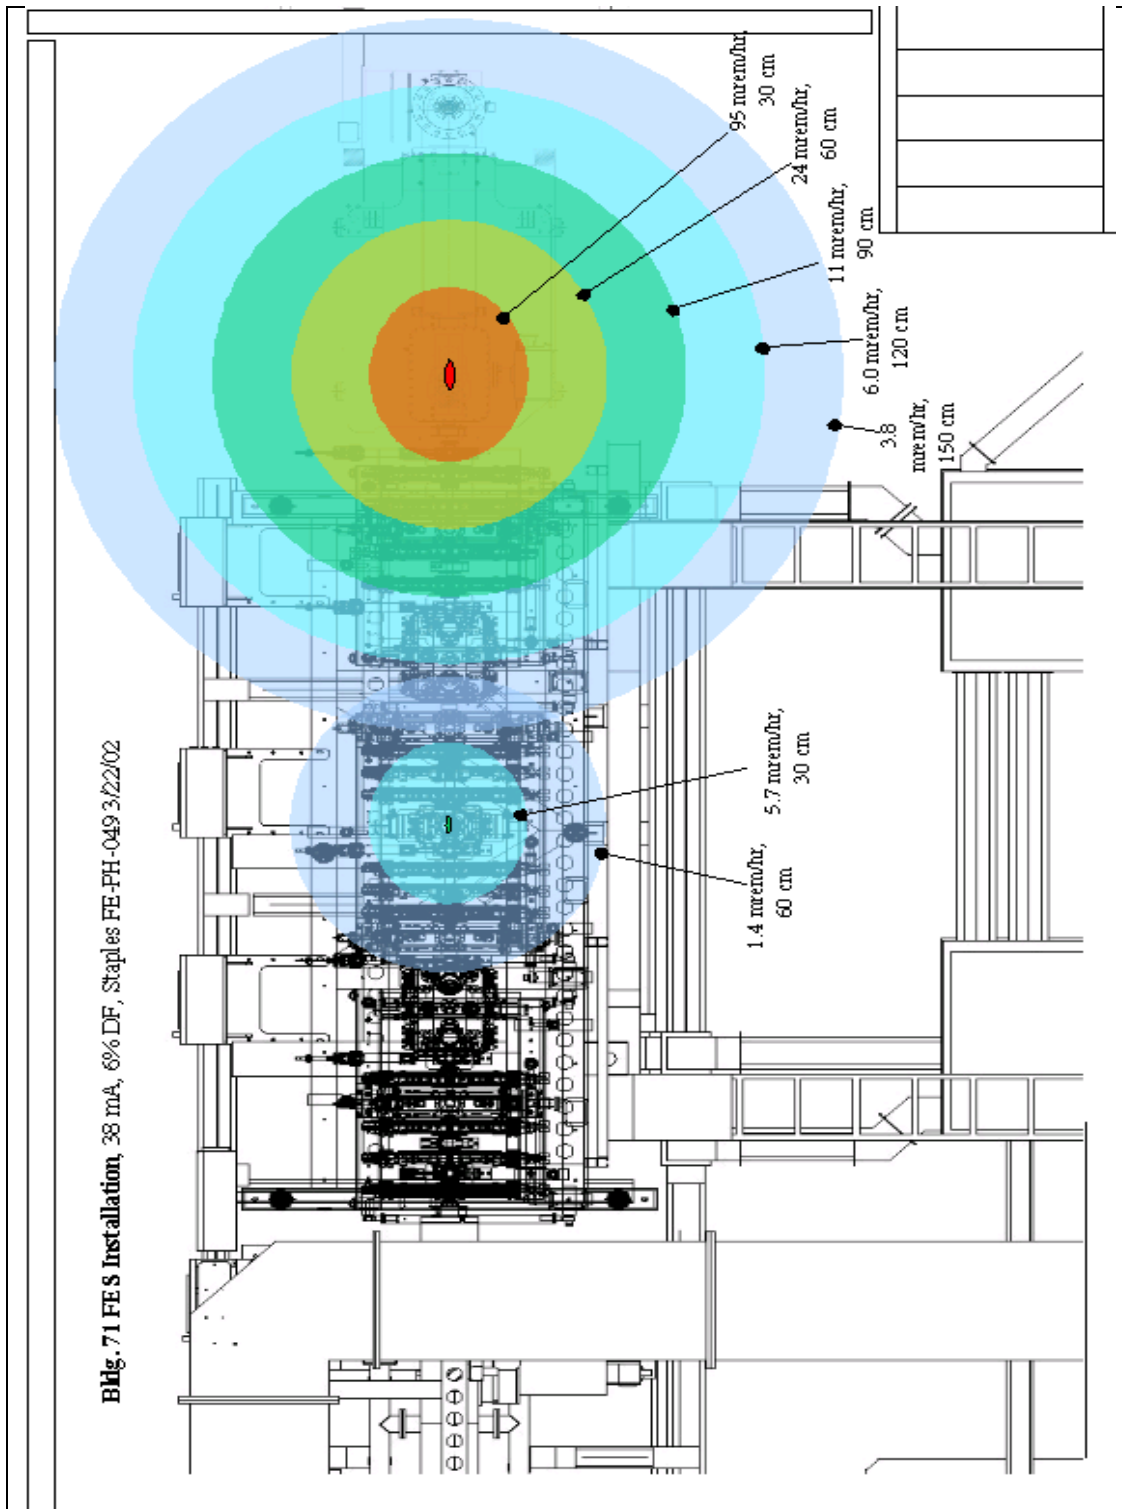 Bldg. 71 FES Installation, 38 mA, 6% DF, Staples FE-PH-049 3/22/02
95 mrem/hr,
30 cm
24 mrem/hr,
60 cm
11 mrem/hr,
90 cm
6.0 mrem/hr,
120 cm
3.8
mrem/hr,
150 cm
5.7 mrem/hr,
30 cm
1.4 mrem/hr,
60 cm